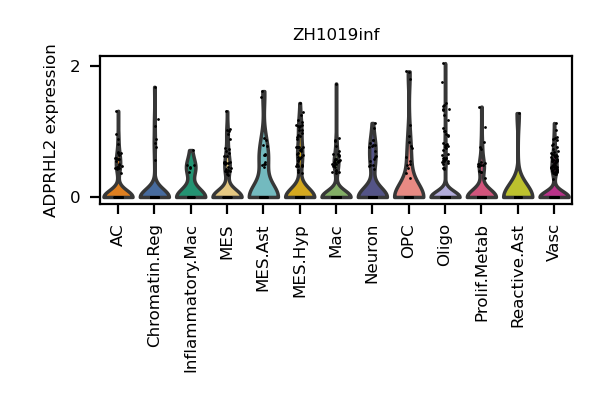 ZH1019inf
ADPRHL2 expression
2
0
AC
Chromatin.Reg
Inflammatory.Mac
MES
MES.Ast
MES.Hyp
Mac
Neuron
OPC
Oligo
Prolif.Metab
Reactive.Ast
Vasc